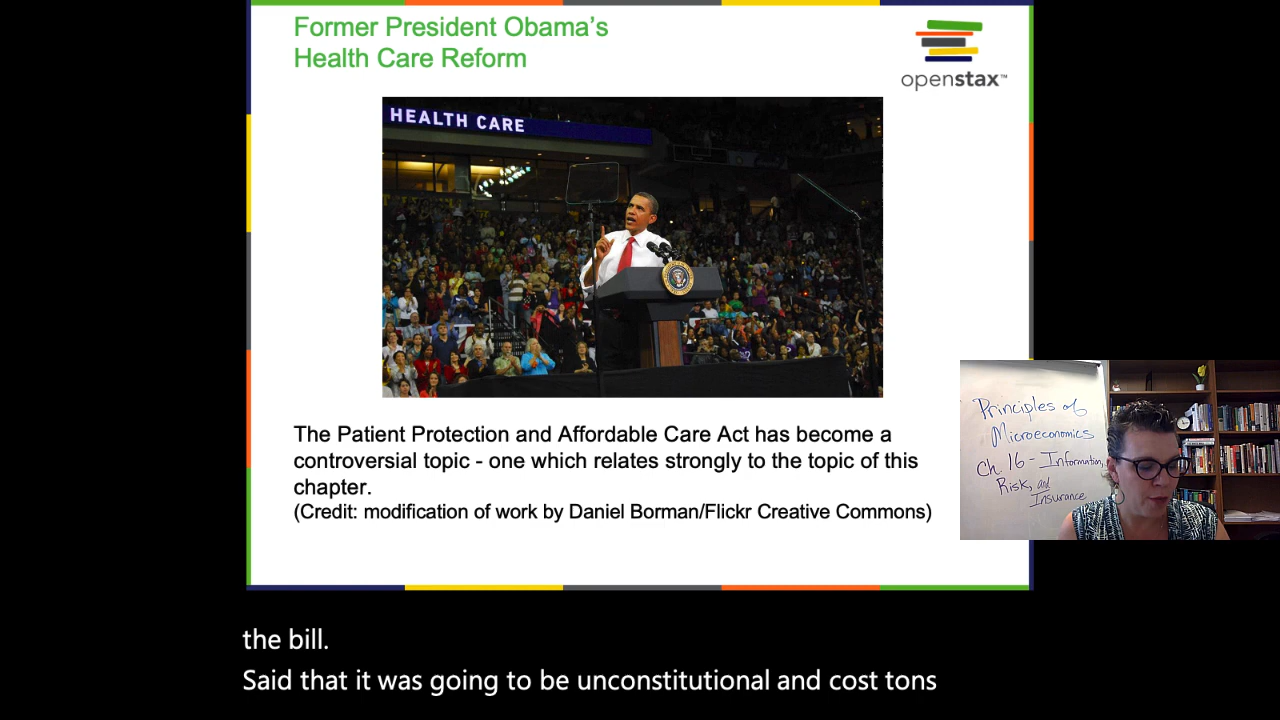 Former President Obama’s
Health Care Reform
openstax™
HEALTH CARE
The Patient Protection and Affordable Care Act has become a
controversial topic - one which relates strongly to the topic of this
chapter.
(Credit: modification of work by Daniel Borman/Flickr Creative Commons)
Principles of
Microeconomics
Ch. 16 - Information,
Risk, and
Insurance
the bill.
Said that it was going to be unconstitutional and cost tons